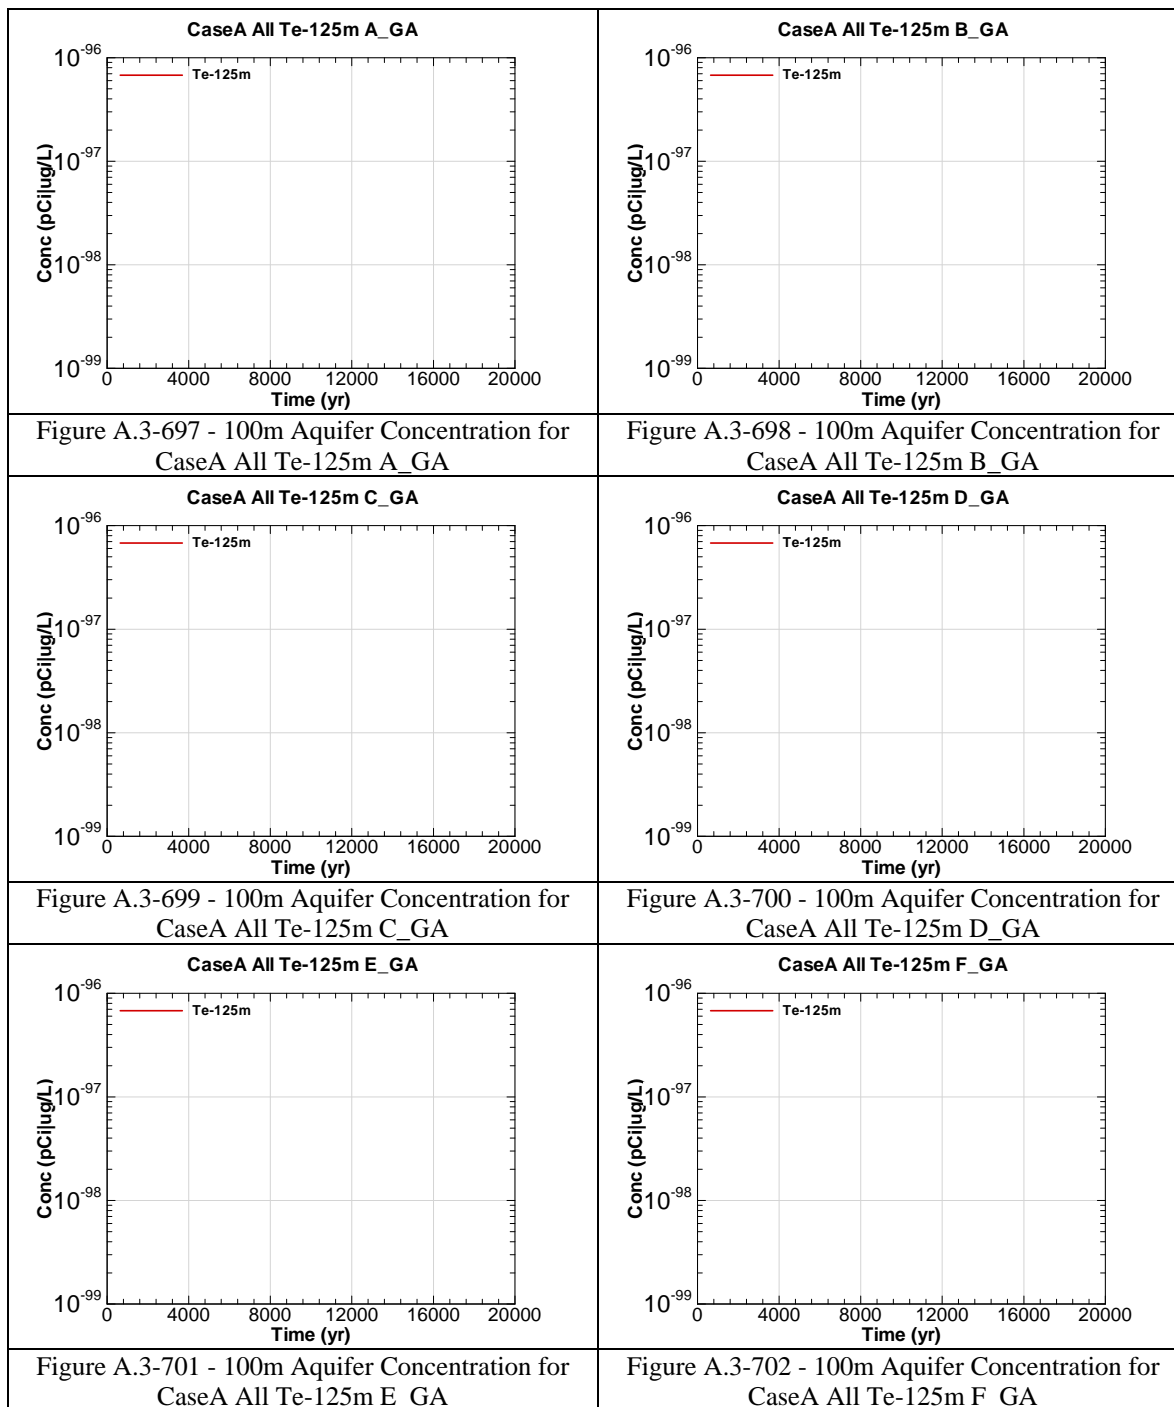 CaseA All Te-125m A_GA
10-96
Te-125m
10-97
Conc (pCi|ug/L)
10-98
10-99
0 4000 8000 12000 16000 20000
Time (yr)
Figure A.3-697 - 100m Aquifer Concentration for
CaseA All Te-125m A_GA
CaseA All Te-125m B_GA
10-96
Te-125m
10-97
Conc (pCi|ug/L)
10-98
10-99
0 4000 8000 12000 16000 20000
Time (yr)
Figure A.3-698 - 100m Aquifer Concentration for
CaseA All Te-125m B_GA
CaseA All Te-125m C_GA
10-96
Te-125m
10-97
Conc (pCi|ug/L)
10-98
10-99
0 4000 8000 12000 16000 20000
Time (yr)
Figure A.3-699 - 100m Aquifer Concentration for
CaseA All Te-125m C_GA
CaseA All Te-125m D_GA
10-96
Te-125m
10-97
Conc (pCi|ug/L)
10-98
10-99
0 4000 8000 12000 16000 20000
Time (yr)
Figure A.3-700 - 100m Aquifer Concentration for
CaseA All Te-125m D_GA
CaseA All Te-125m E_GA
10-96
Te-125m
10-97
Conc (pCi|ug/L)
10-98
10-99
0 4000 8000 12000 16000 20000
Time (yr)
Figure A.3-701 - 100m Aquifer Concentration for
CaseA All Te-125m E_GA
CaseA All Te-125m F_GA
10-96
Te-125m
10-97
Conc (pCi|ug/L)
10-98
10-99
0 4000 8000 12000 16000 20000
Time (yr)
Figure A.3-702 - 100m Aquifer Concentration for
CaseA All Te-125m F_GA